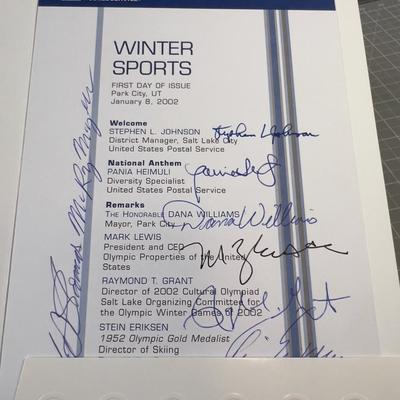 WINTER
SPORTS
FIRST DAY OF ISSUE
Park City, UT
January 8, 2002
Welcome
STEPHEN L. JOHNSON
District Manager, Salt Lake City
United States Postal Service
Stephen L Johnson
National Anthem
PANIA HEIMULI
Diversity Specialist
United States Postal Service
Remarks
THE HONORABLE DANA WILLIAMS
Mayor, Park City
Dana Williams
MARK LEWIS
President and CEO
Olympic Properties of the United
States
RAYMOND T. GRANT
Director of 2002 Cultural Olympiad
Salt Lake Organizing Committee for
the Olympic Winter Games of 2002
STEIN ERIKSEN
1952 Olympic Gold Medalist
Director of Skiing